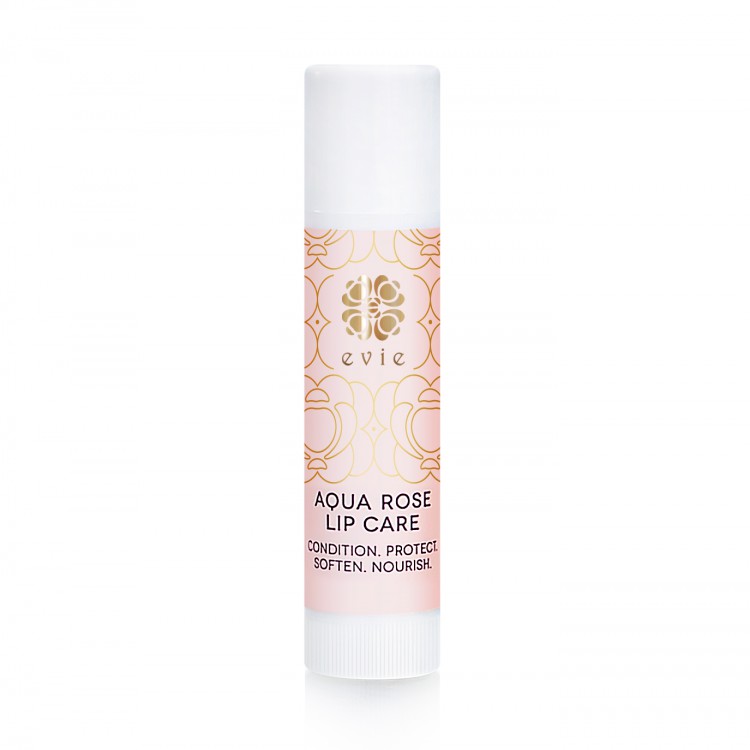 evie
AQUA ROSE
LIP CARE
CONDITION. PROTECT.
SOFTEN. NOURISH.